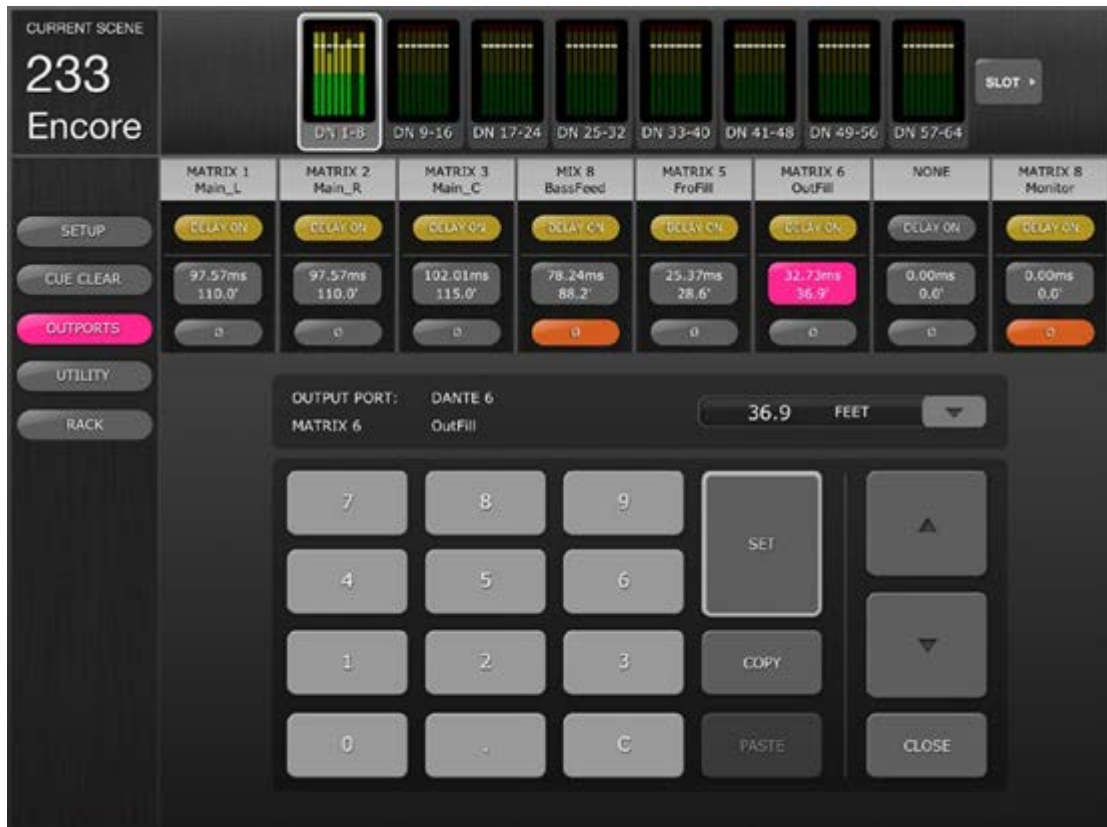 CURRENT SCENE
233
Encore
DN 1-8 DN 9-16 DN 17-24 DN 25-32 DN 33-40 DN 41-48 DN 49-56 DN 57-64
SLOT
MATRIX 1 MATRIX 2 MATRIX 3 MIX 8 MATRIX 5 MATRIX 6 NONE MATRIX 8
Main_L Main_R Main_C BassFeed FroFill OutFill Monitor
SETUP
DELAY ON DELAY ON DELAY ON DELAY ON DELAY ON DELAY ON DELAY ON DELAY ON
CUE CLEAR
97.57ms 97.57ms 102.01ms 78.24ms 25.37ms 32.73ms 0.00ms 0.00ms
110.0' 110.0' 115.0' 88.2' 28.6' 36.9' 0.0' 0.0'
OUTPORTS
Ø Ø Ø Ø Ø Ø Ø Ø
UTILITY
RACK
OUTPUT PORT: DANTE 6
MATRIX 6 OutFill
36.9 FEET
7 8 9
SET
4 5 6
1 2 3 COPY
0 . C PASTE CLOSE